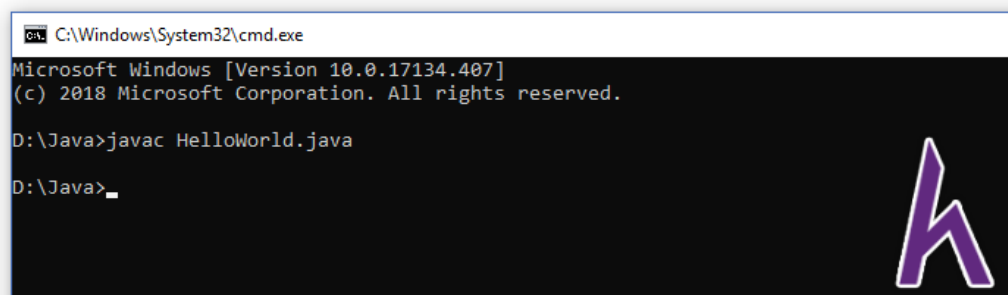 C:\Windows\System32\cmd.exe
Microsoft Windows [Version 10.0.17134.407]
(c) 2018 Microsoft Corporation. All rights reserved.
D:\Java>javac HelloWorld.java
D:\Java>